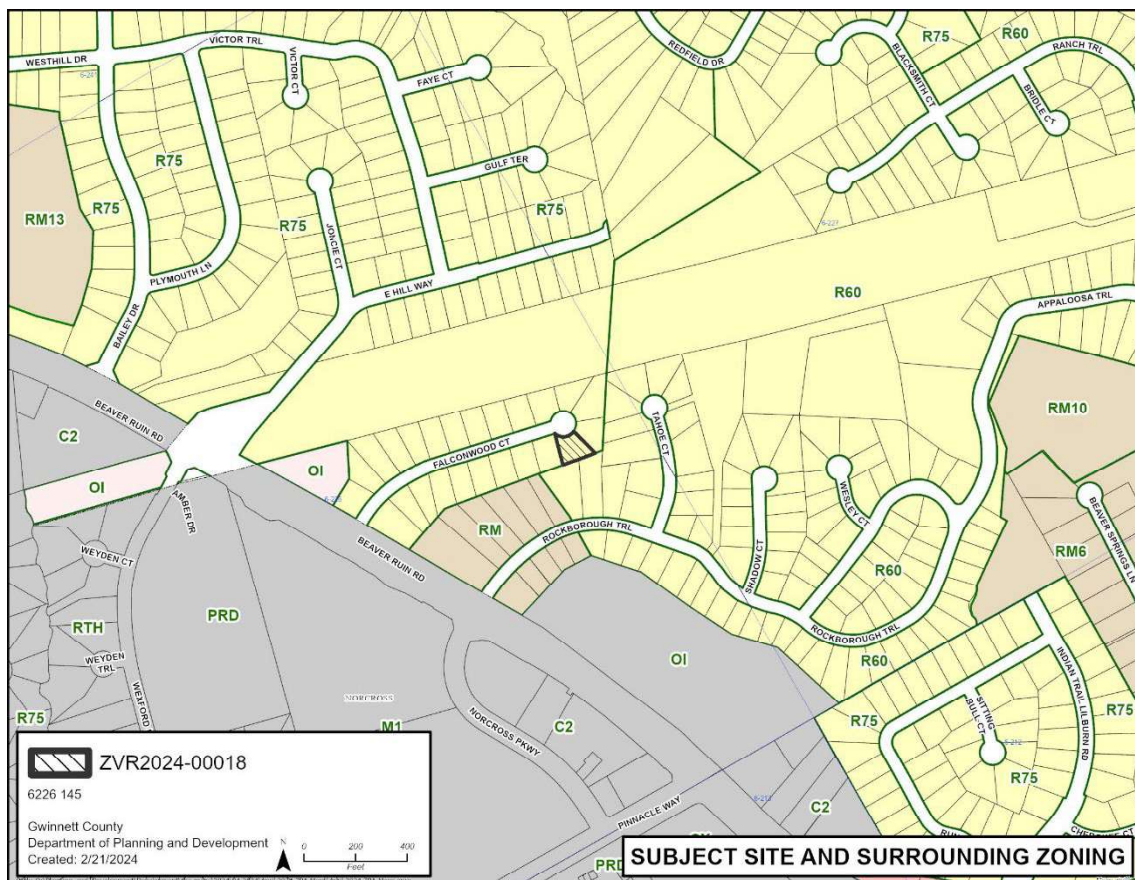 VICTOR TRL
WESTHILL DR
VICTOR CT
FAYE CT
REDFIELD DR
R75
R60
BLACKSMITH CT
RANCH TRL
BRIDLE CT
R75
GULF TER
RM13
R75
R75
JONCIE CT
R75
PLYMOUTH LN
E HILL WAY
BAILEY DR
6-227
R60
APPALOOSA TRL
BEAVER RUIN RD
C2
RM10
FALCONWOOD CT
TAHOE CT
OI
OI
AMBER DR
WESLEY CT
SHADOW CT
RM
ROCKBOROUGH TRL
BEAVER SPRINGS LN
WEYDEN CT
BEAVER RUIN RD
RM6
R60
PRD
RTH
ROCKBOROUGH TRL
WEYDEN
TRL
OI
R60
INDIAN TRAIL LILBURN RD
WEXFORD
NORCROSS
R75
M1
NORCROSS PKWY
C2
R75
SITTING
BULL CT
R75
6-212
R75
PINNACLE WAY
C2
PRD
ZVR2024-00018
6226 145
Gwinnett County
Department of Planning and Development
Created: 2/21/2024
N
0 200 400
Feet
SUBJECT SITE AND SURROUNDING ZONING